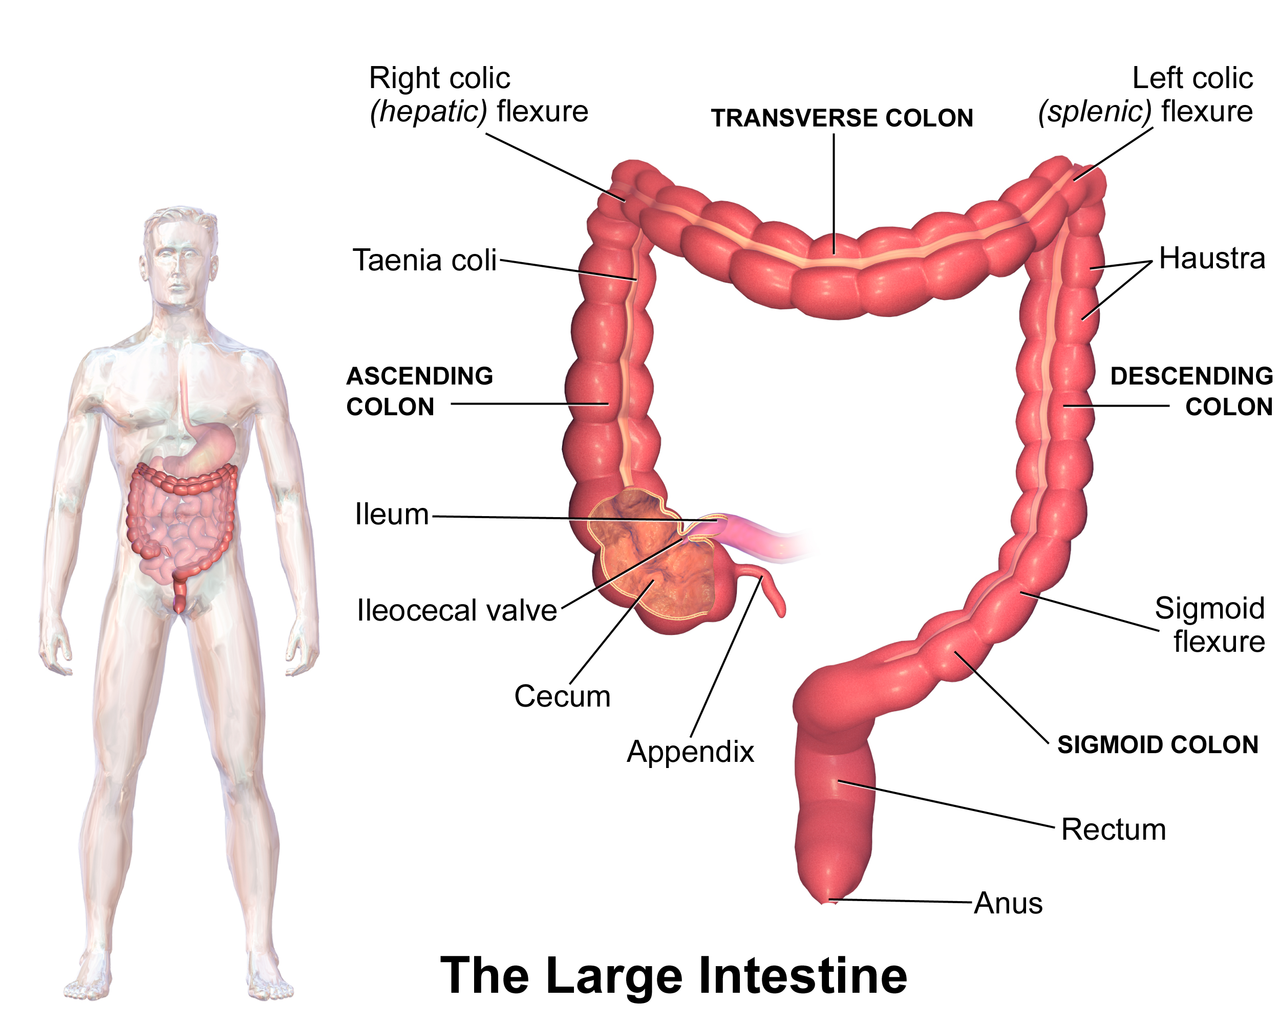 Right colic
(hepatic) flexure
TRANSVERSE COLON
Left colic
(splenic) flexure
Taenia coli
Haustra
ASCENDING
COLON
DESCENDING
COLON
Ileum
Ileocecal valve
Sigmoid
flexure
Cecum
Appendix
SIGMOID COLON
Rectum
Anus
The Large Intestine